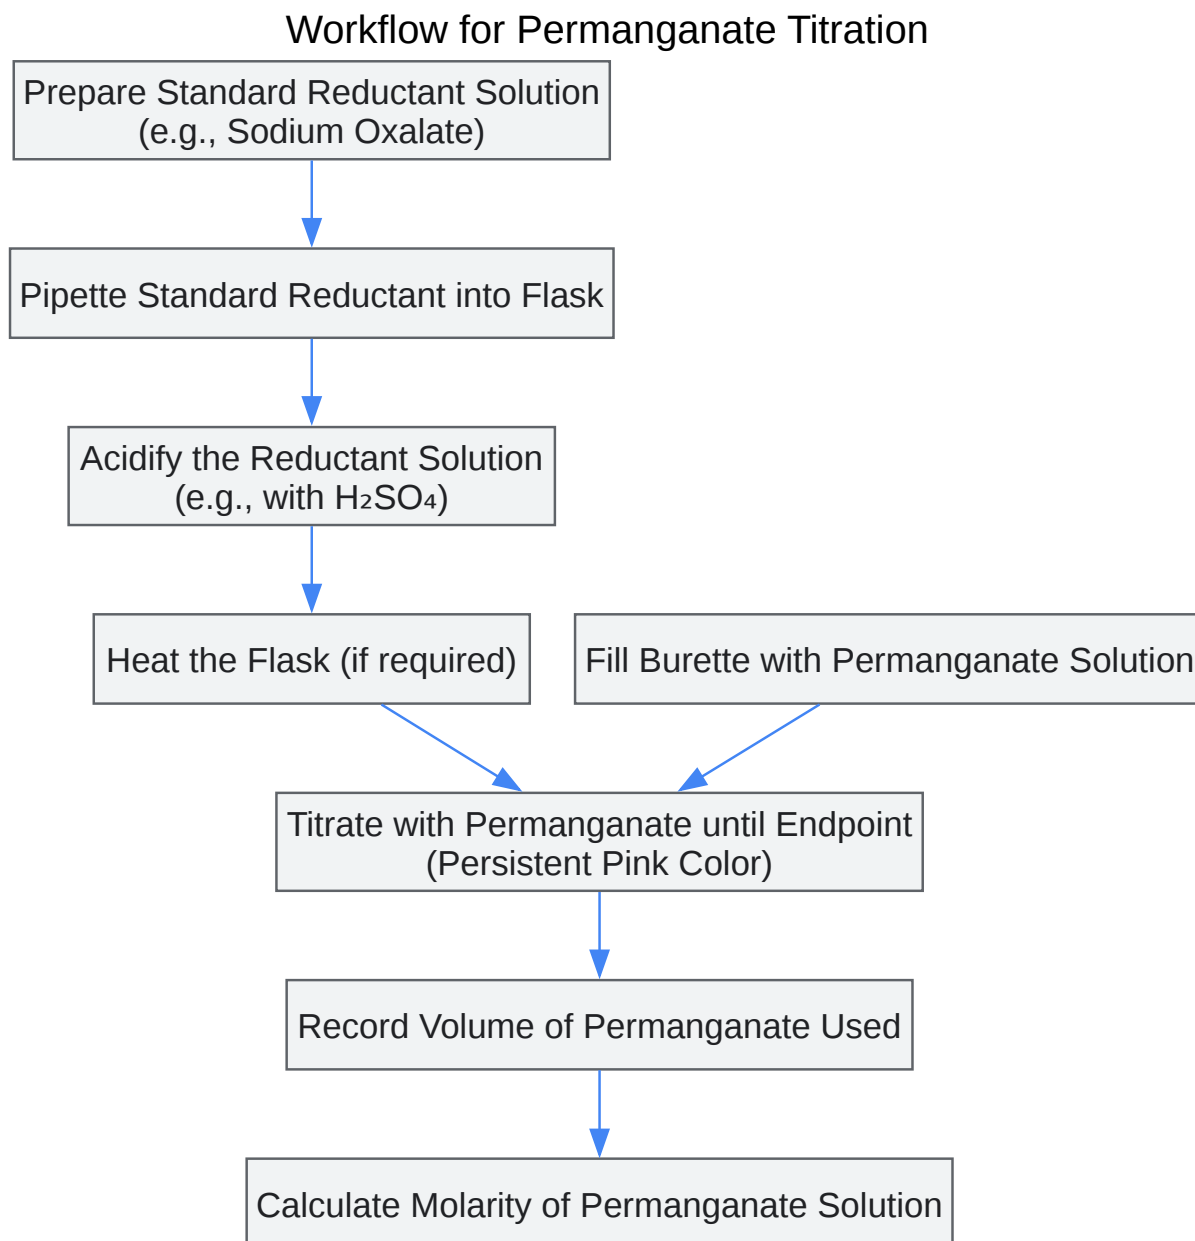 Workflow for Permanganate Titration
Prepare Standard Reductant Solution
(e.g., Sodium Oxalate)
Pipette Standard Reductant into Flask
Acidify the Reductant Solution
(e.g., with H₂SO₄)
Heat the Flask (if required)
Fill Burette with Permanganate Solution
Titrate with Permanganate until Endpoint
(Persistent Pink Color)
Record Volume of Permanganate Used
Calculate Molarity of Permanganate Solution